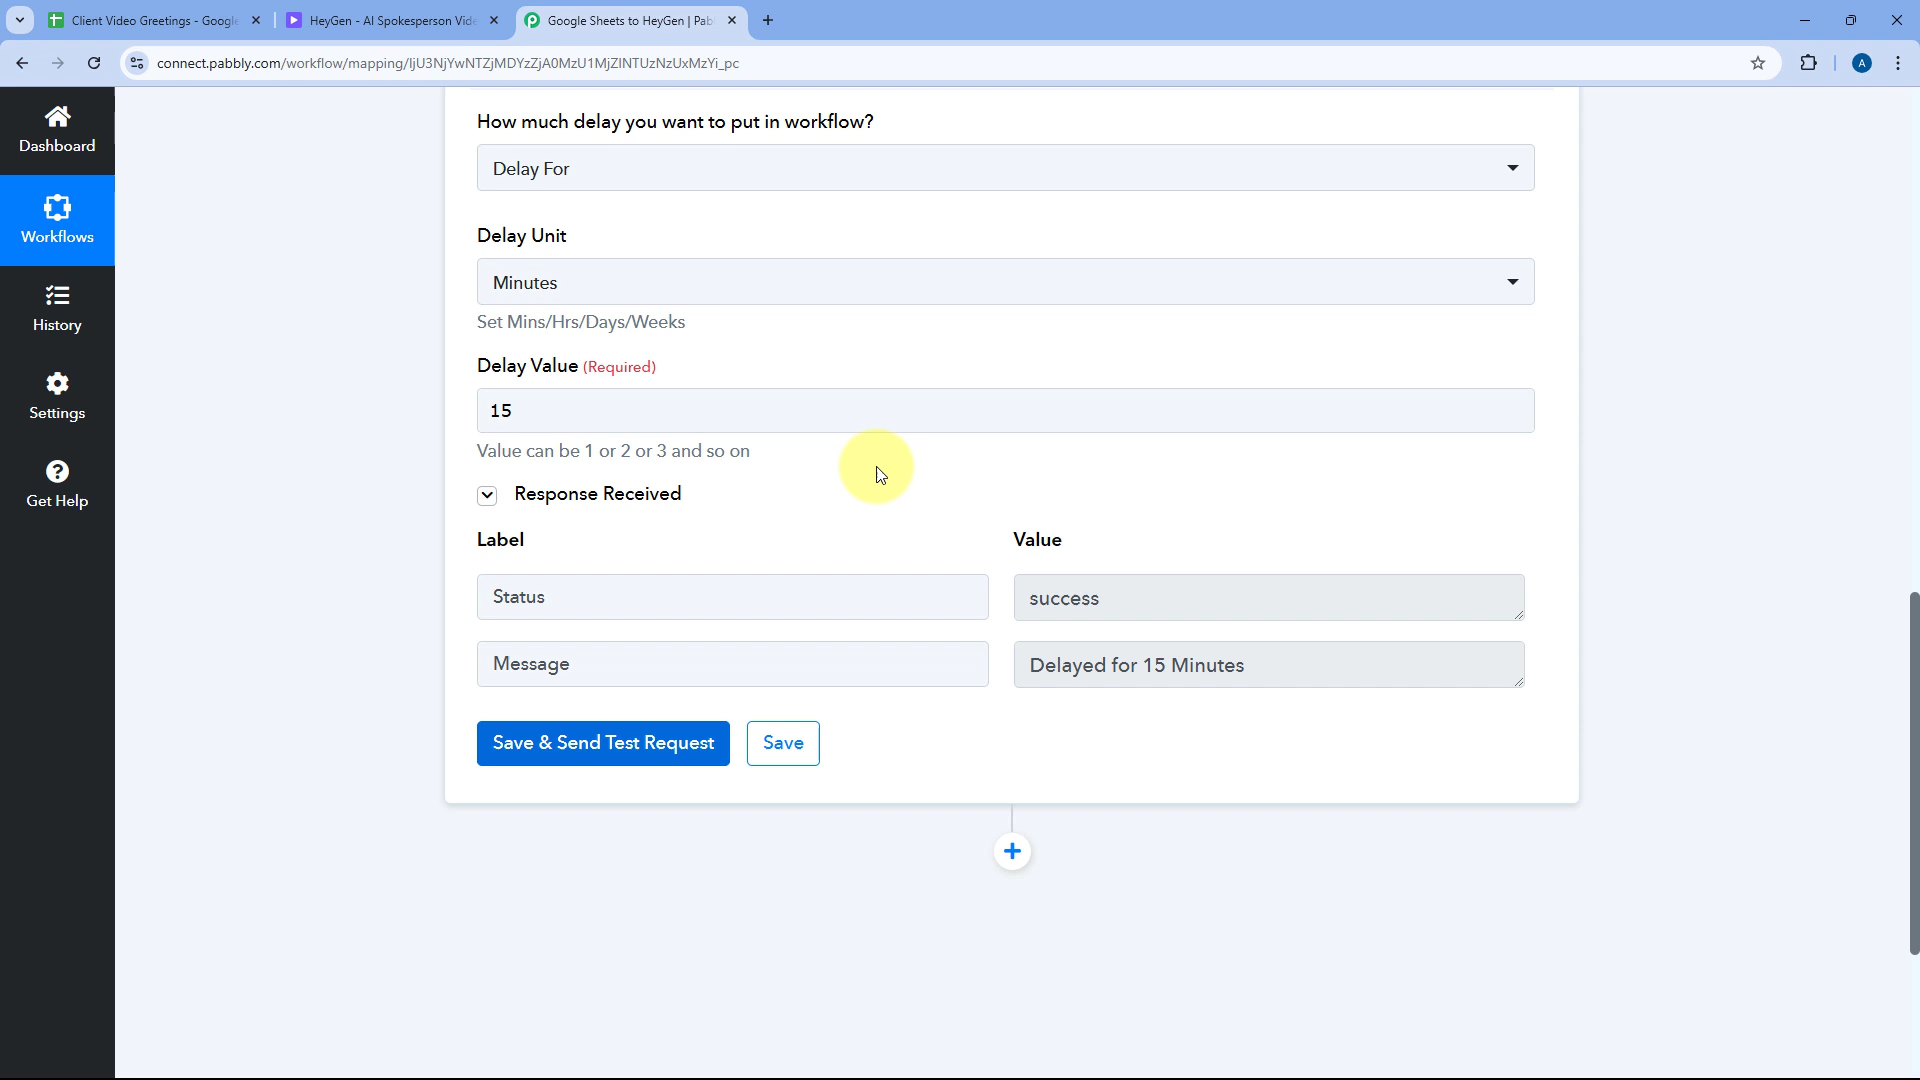 Client Video Greetings - Google
HeyGen - AI Spokesperson Vide
Google Sheets to HeyGen | Pab
connect.pabbly.com/workflow/mapping/IjU3NjYwNTZjMDYzZjA0MzU1MjZlNTUzNzUxMzYi_pc
A
Dashboard
Workflows
History
Settings
Get Help
How much delay you want to put in workflow?
Delay For
Delay Unit
Minutes
Set Mins/Hrs/Days/Weeks
Delay Value (Required)
15
Value can be 1 or 2 or 3 and so on
Response Received
Label Value
Status success
Message Delayed for 15 Minutes
Save & Send Test Request Save